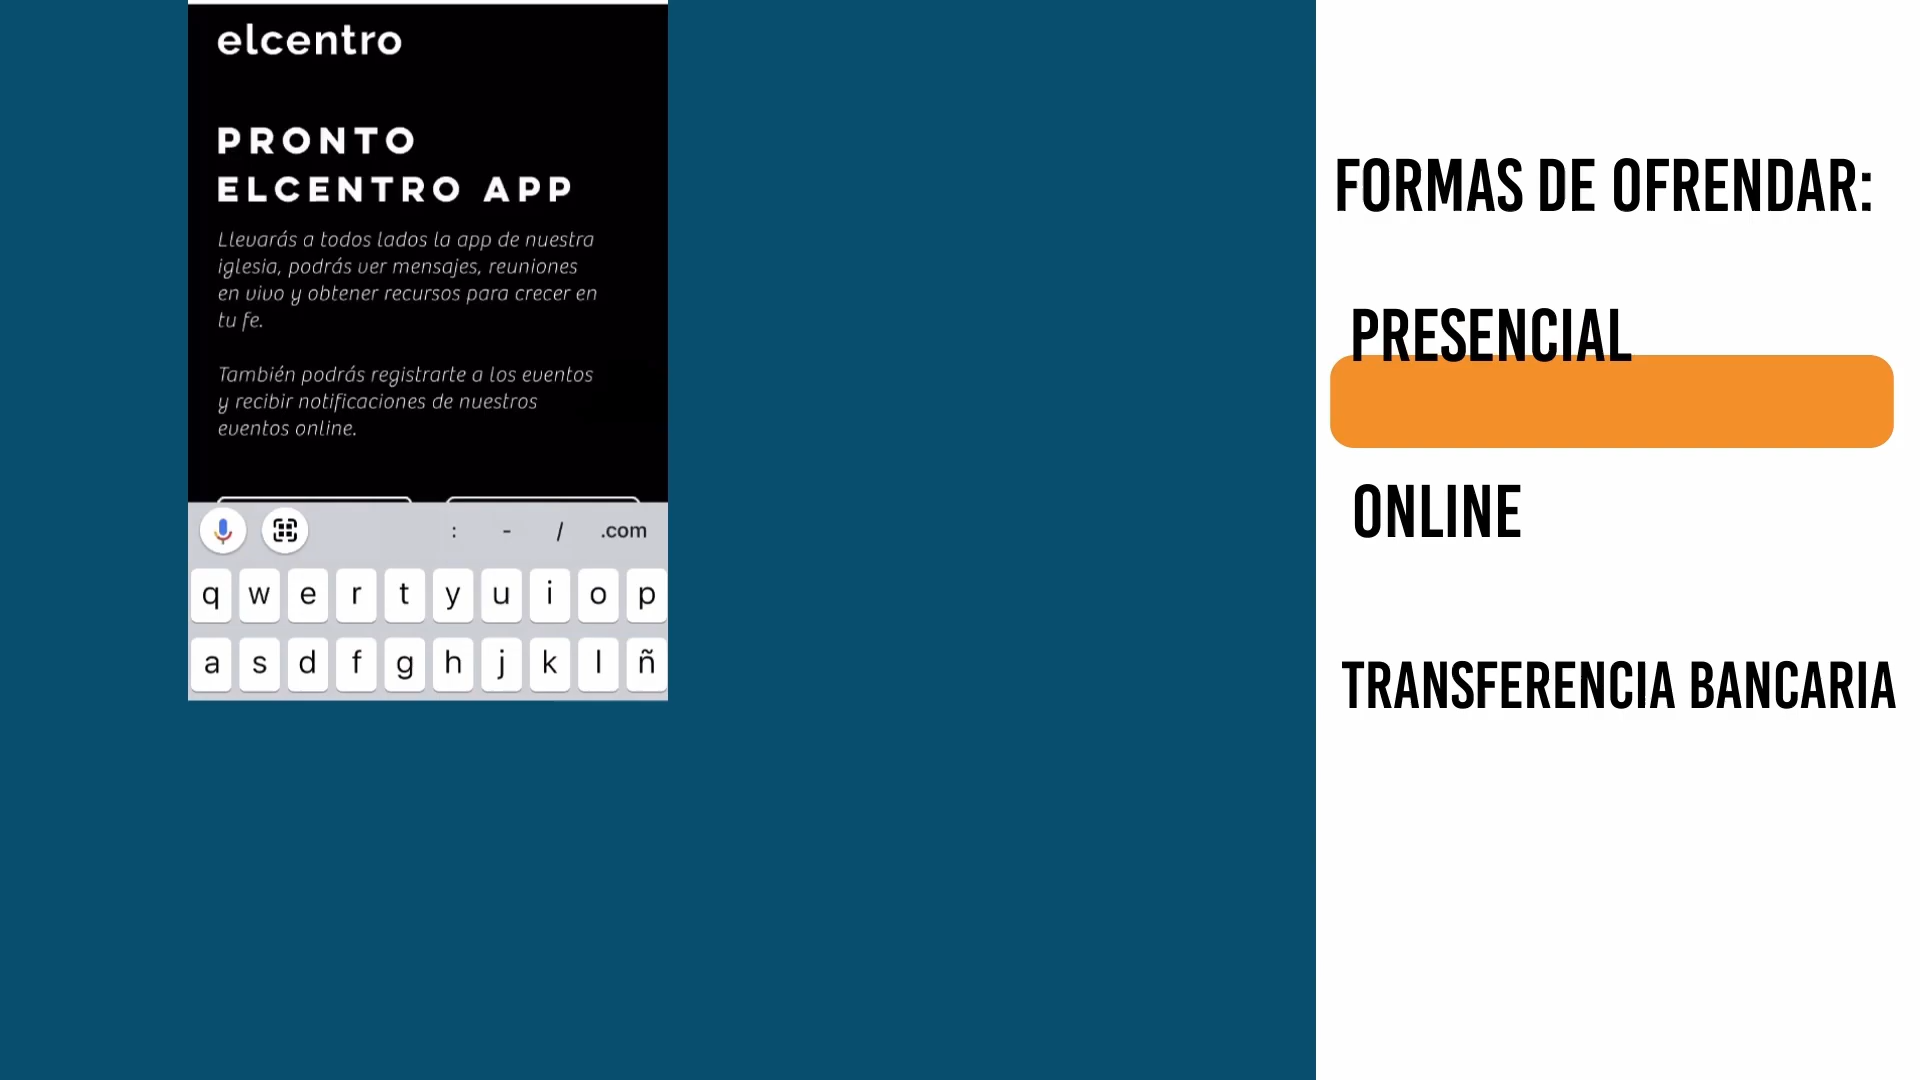 elcentro
PRONTO
ELCENTRO APP
Llevarás a todos lados la app de nuestra
iglesia, podrás ver mensajes, reuniones
en vivo y obtener recursos para crecer en
tu fe.
También podrás registrarte a los eventos
y recibir notificaciones de nuestros
eventos online.
: - / .com
q w e r t y u i o p
a s d f g h j k l ñ
FORMAS DE OFRENDAR:
PRESENCIAL
ONLINE
TRANSFERENCIA BANCARIA